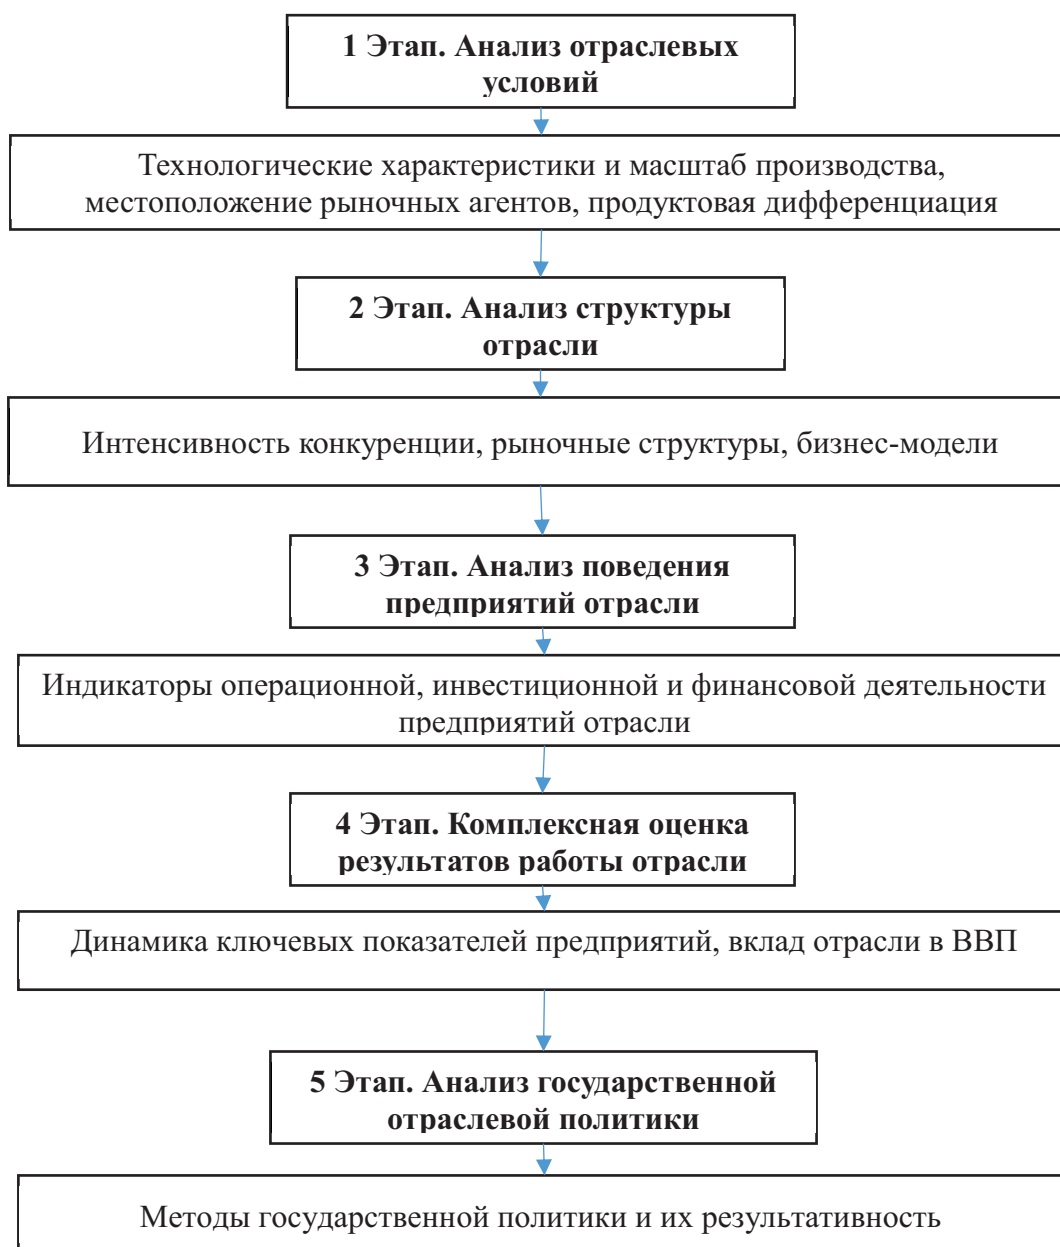 1 Этап. Анализ отраслевых
условий
Технологические характеристики и масштаб производства,
местоположение рыночных агентов, продуктовая дифференциация
2 Этап. Анализ структуры
отрасли
Интенсивность конкуренции, рыночные структуры, бизнес-модели
3 Этап. Анализ поведения
предприятий отрасли
Индикаторы операционной, инвестиционной и финансовой деятельности
предприятий отрасли
4 Этап. Комплексная оценка
результатов работы отрасли
Динамика ключевых показателей предприятий, вклад отрасли в ВВП
5 Этап. Анализ государственной
отраслевой политики
Методы государственной политики и их результативность